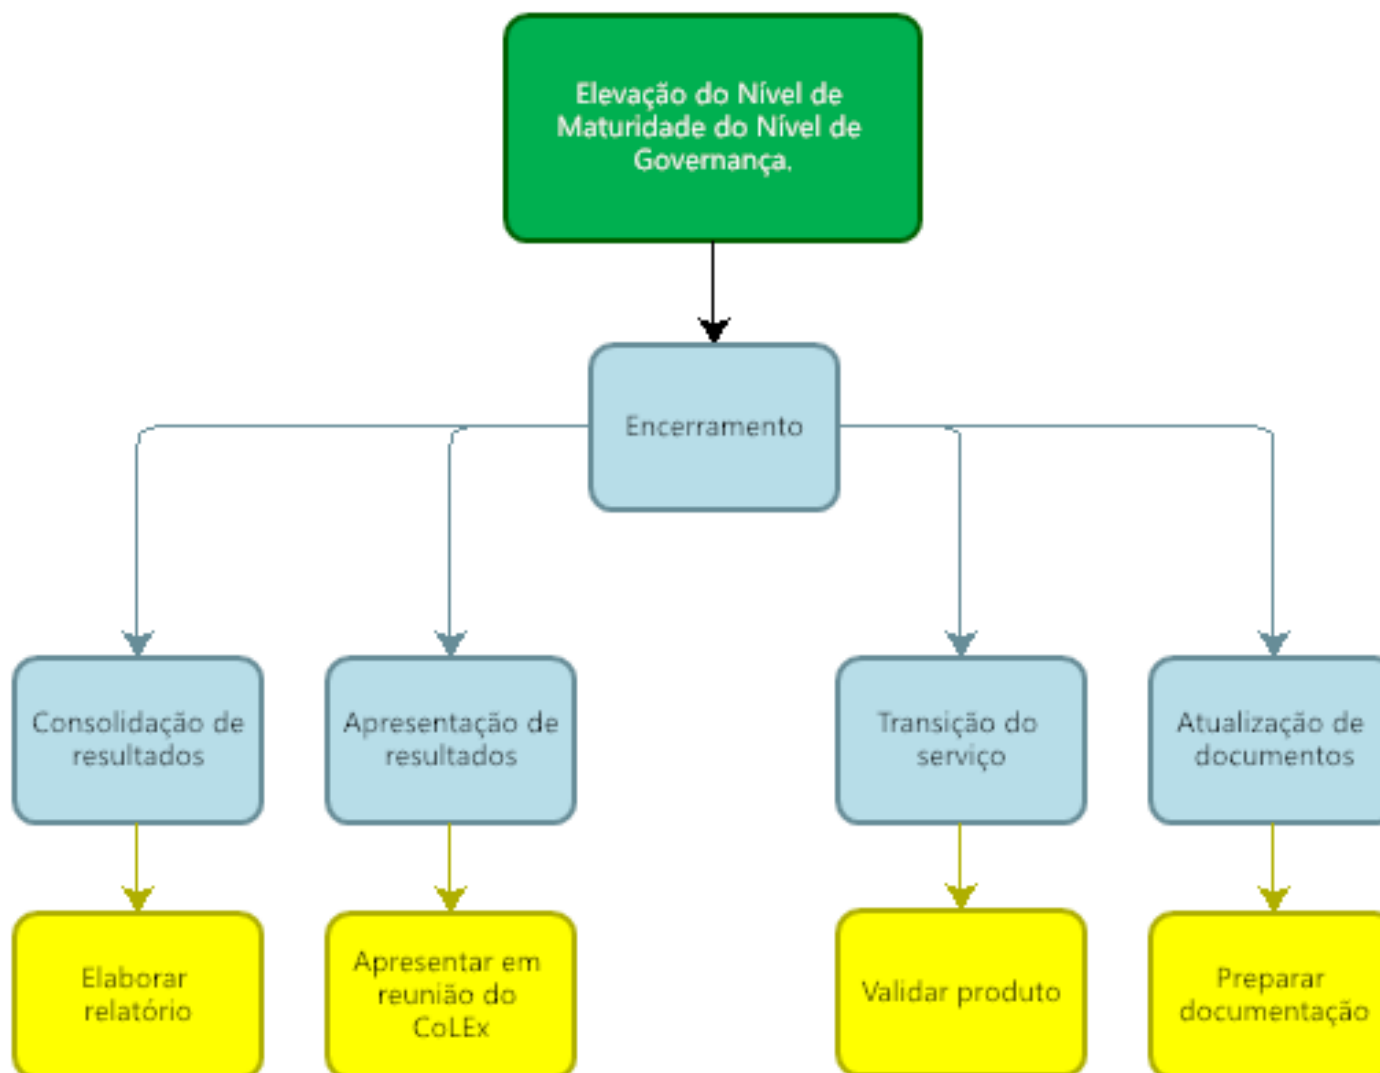 Elevação do Nível de
Maturidade do Nível de
Governança.
Encerramento
Consolidação de
resultados
Apresentação de
resultados
Transição do
serviço
Atualização de
documentos
Elaborar
relatório
Apresentar em
reunião do
CoLEx
Validar produto
Preparar
documentação